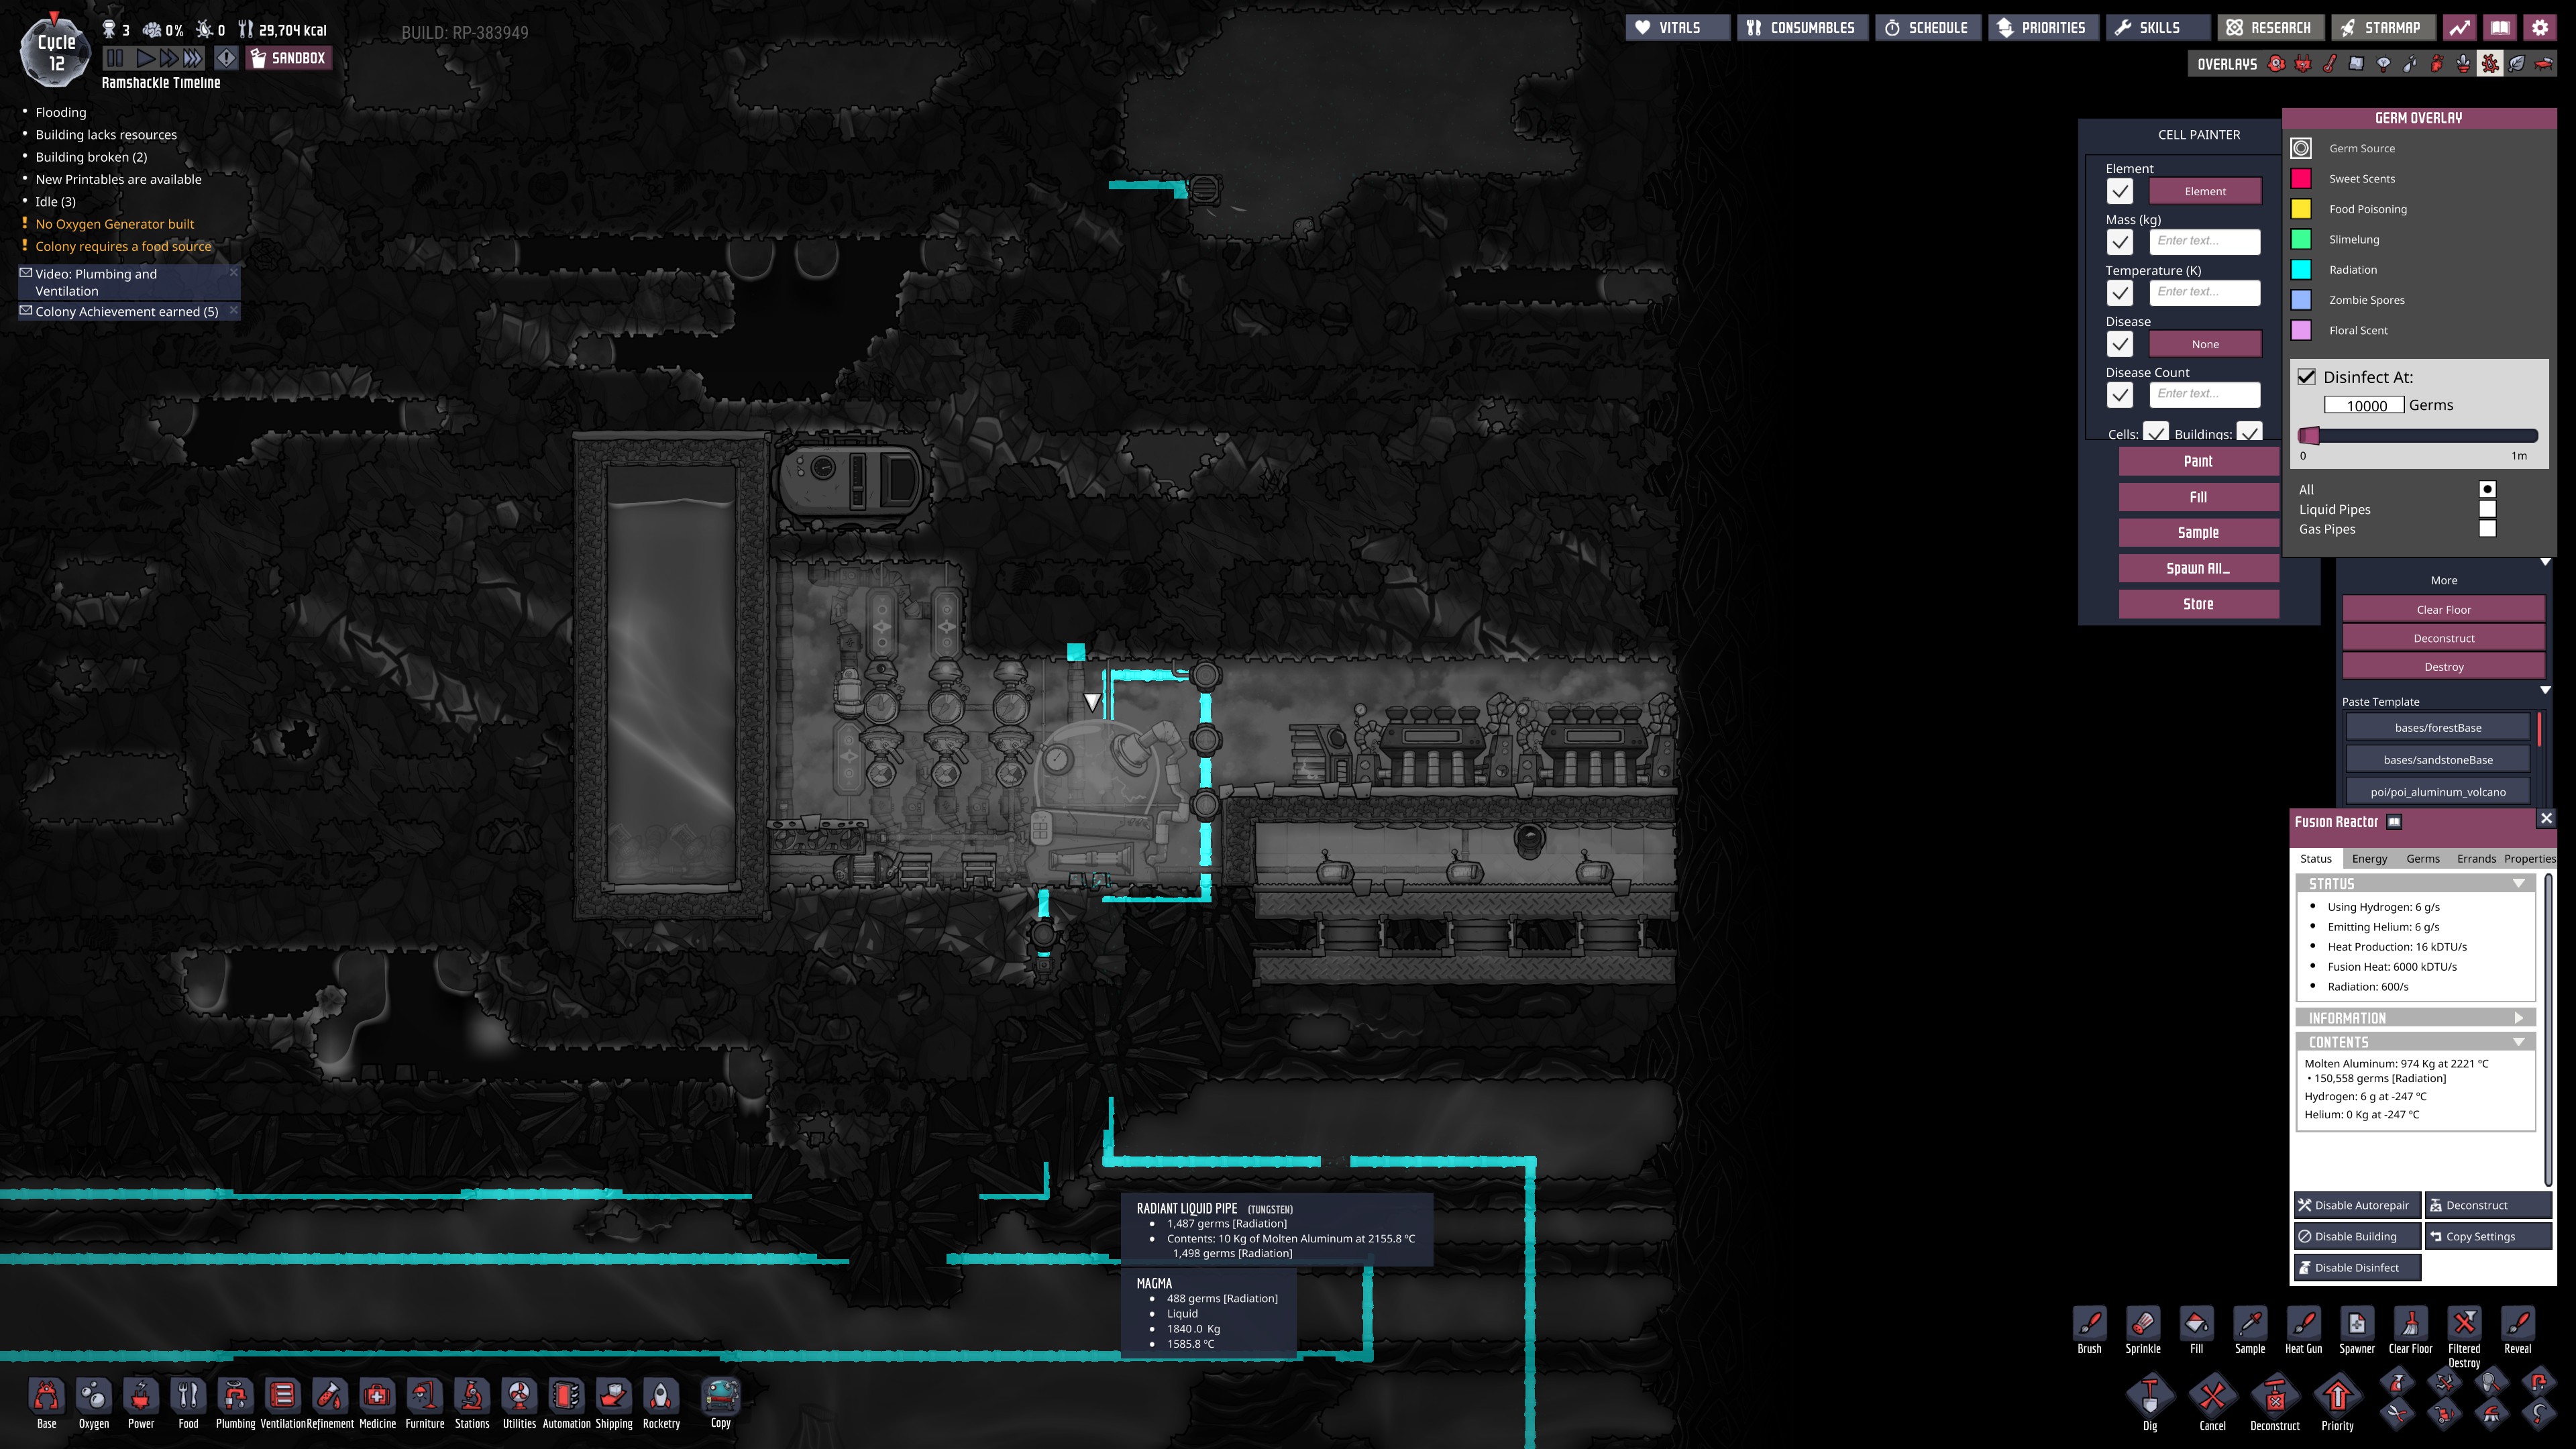 Cycle
12
3
0%
0
29,704 kcal
SANDBOX
Ramshackle Timeline
BUILD: RP-383949
VITALS
CONSUMABLES
SCHEDULE
PRIORITIES
SKILLS
RESEARCH
STARMAP
OVERLAYS
Flooding
Building lacks resources
Building broken (2)
New Printables are available
Idle (3)
No Oxygen Generator built
Colony requires a food source
Video: Plumbing and
Ventilation
Colony Achievement earned (5)
CELL PAINTER
Element
Element
Mass (kg)
Enter text...
Temperature (K)
Enter text...
Disease
None
Disease Count
Enter text...
Cells:
Buildings:
Paint
Fill
Sample
Spawn All_
Store
GERM OVERLAY
Germ Source
Sweet Scents
Food Poisoning
Slimelung
Radiation
Zombie Spores
Floral Scent
Disinfect At:
10000 Germs
0
1m
All
Liquid Pipes
Gas Pipes
More
Clear Floor
Deconstruct
Destroy
Paste Template
bases/forestBase
bases/sandstoneBase
poi/poi_aluminum_volcano
Fusion Reactor
Status
Energy
Germs
Errands
Properties
STATUS
Using Hydrogen: 6 g/s
Emitting Helium: 6 g/s
Heat Production: 16 kDTU/s
Fusion Heat: 6000 kDTU/s
Radiation: 600/s
INFORMATION
CONTENTS
Molten Aluminum: 974 Kg at 2221 °C
• 150,558 germs [Radiation]
Hydrogen: 6 g at -247 °C
Helium: 0 Kg at -247 °C
Disable Autorepair
Deconstruct
Disable Building
Copy Settings
Disable Disinfect
RADIANT LIQUID PIPE (TUNGSTEN)
1,487 germs [Radiation]
Contents: 10 Kg of Molten Aluminum at 2155.8 °C
1,498 germs [Radiation]
MAGMA
488 germs [Radiation]
Liquid
1840.0 Kg
1585.8 °C
Brush
Sprinkle
Fill
Sample
Heat Gun
Spawner
Clear Floor
Filtered
Destroy
Reveal
Base
Oxygen
Power
Food
Plumbing
Ventilation
Refinement
Medicine
Furniture
Stations
Utilities
Automation
Shipping
Rocketry
Copy
Dig
Cancel
Deconstruct
Priority